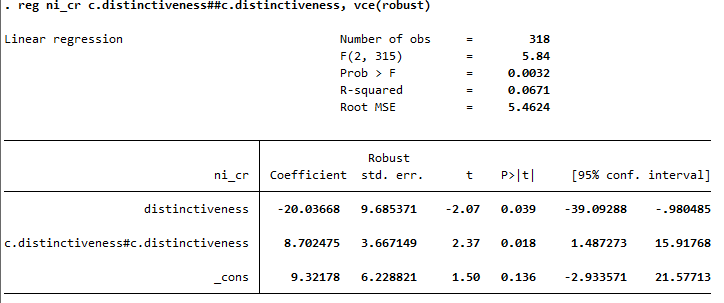 . reg ni_cr c.distinctiveness##c.distinctiveness, vce(robust)
Linear regression Number of obs = 318
F(2, 315) = 5.84
Prob > F = 0.0032
R-squared = 0.0671
Root MSE = 5.4624
Robust
ni_cr Coefficient std. err. t P>|t| [95% conf. interval]
distinctiveness -20.03668 9.685371 -2.07 0.039 -39.09288 -.980485
c.distinctiveness#c.distinctiveness 8.702475 3.667149 2.37 0.018 1.487273 15.91768
_cons 9.32178 6.228821 1.50 0.136 -2.933571 21.57713